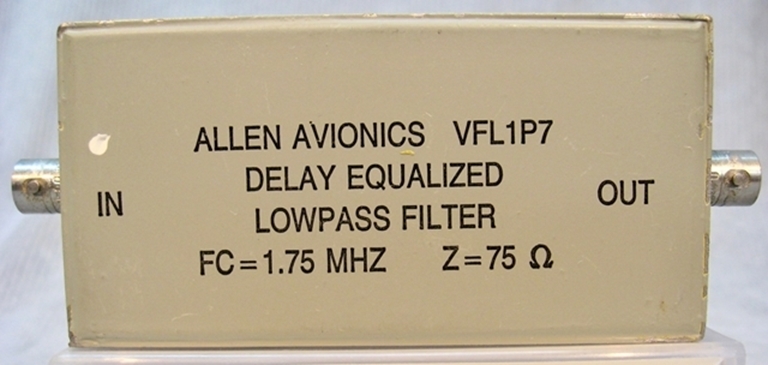 ALLEN AVIONICS VFL1P7
DELAY EQUALIZED
IN
OUT
LOWPASS FILTER
FC=1.75 MHZ Z=75 Ω